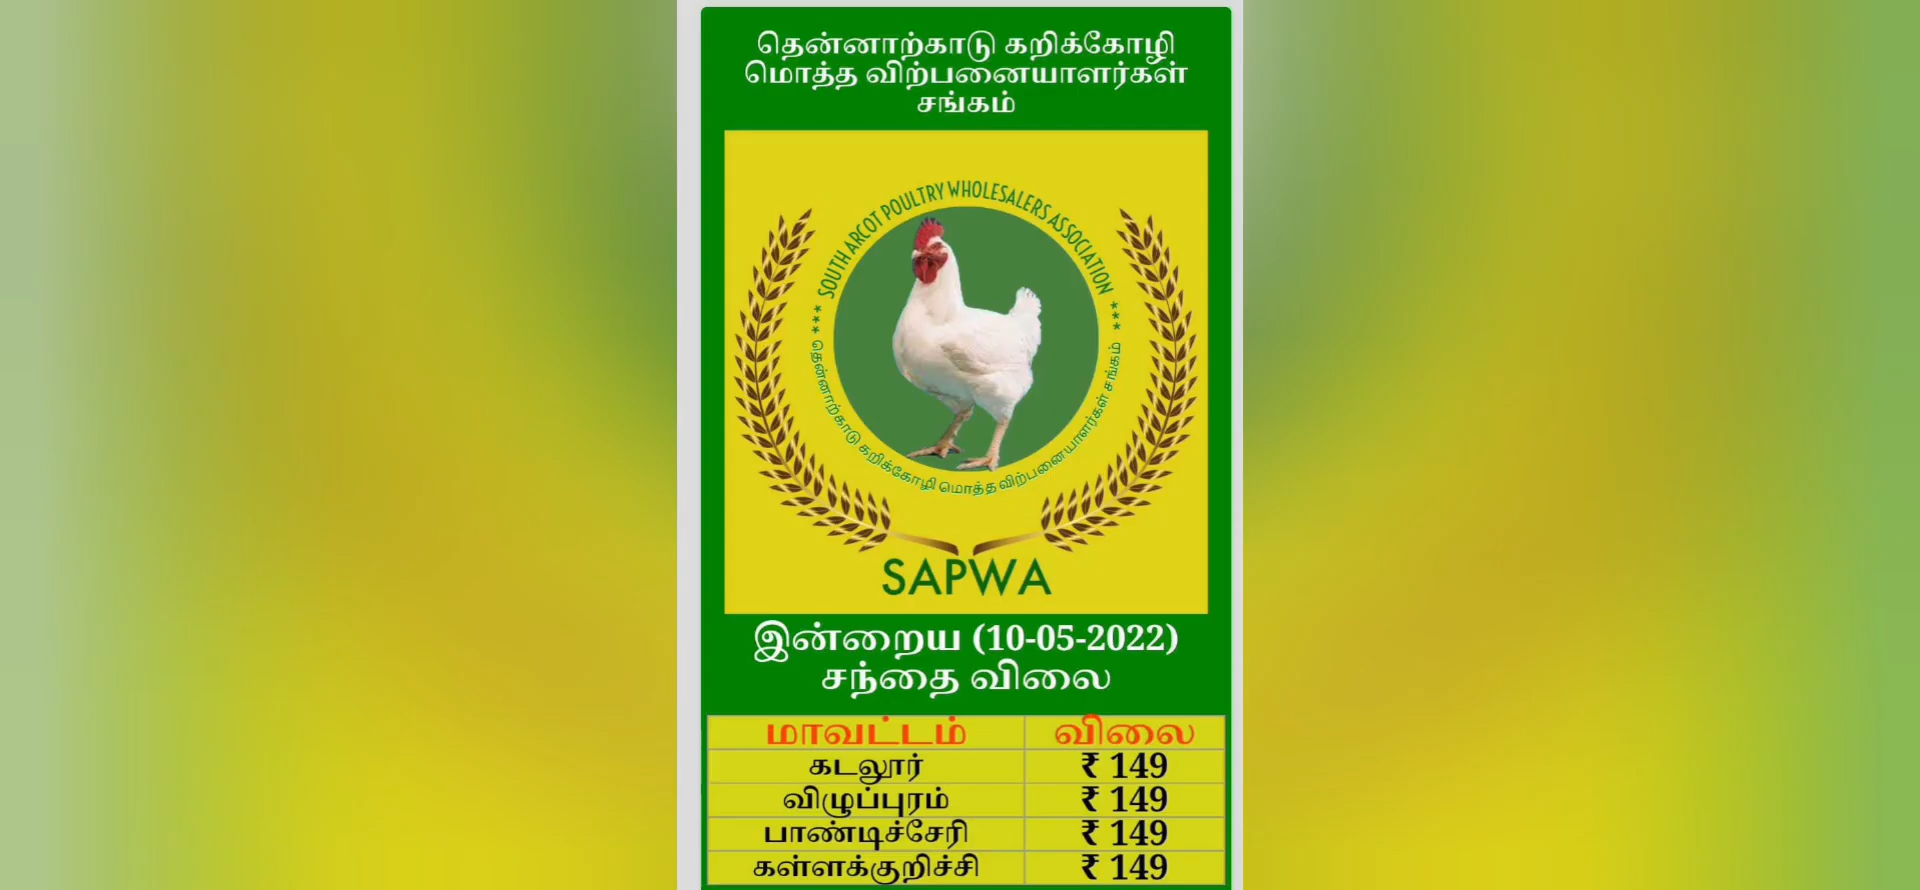 தென்னாற்காடு கறிக்கோழி
மொத்த விற்பனையாளர்கள்
சங்கம்
*** SOUTH ARCOT POULTRY WHOLESALERS ASSOCIATION ***
தென்னாற்காடு கறிக்கோழி மொத்த விற்பனையாளர்கள் சங்கம்
SAPWA
இன்றைய (10-05-2022)
சந்தை விலை
மாவட்டம் விலை
கடலூர் ₹ 149
விழுப்புரம் ₹ 149
பாண்டிச்சேரி ₹ 149
கள்ளக்குறிச்சி ₹ 149